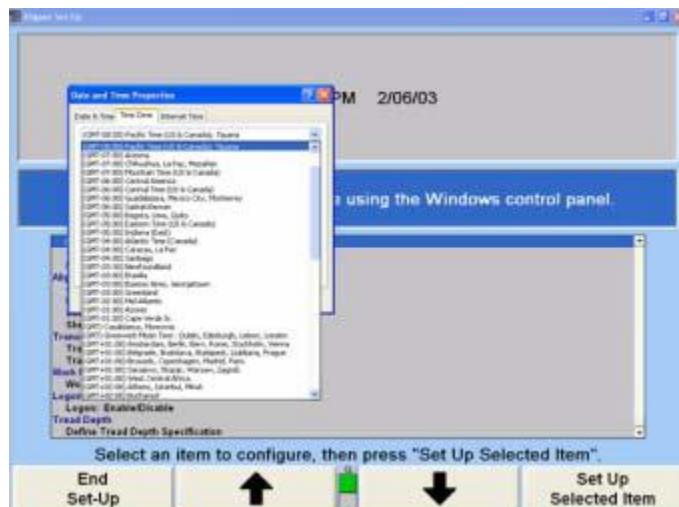 Aligner Set-Up
Date and Time Properties
PM 2/06/03
Date & Time Time Zone Internet Time
(GMT-08:00) Pacific Time (US & Canada); Tijuana
using the Windows control panel.
(GMT-08:00) Pacific Time (US & Canada); Tijuana
(GMT-07:00) Arizona
(GMT-07:00) Chihuahua, La Paz, Mazatlan
(GMT-07:00) Mountain Time (US & Canada)
(GMT-06:00) Central America
(GMT-06:00) Central Time (US & Canada)
(GMT-06:00) Guadalajara, Mexico City, Monterrey
(GMT-06:00) Saskatchewan
(GMT-05:00) Bogota, Lima, Quito
(GMT-05:00) Eastern Time (US & Canada)
(GMT-05:00) Indiana (East)
(GMT-04:00) Atlantic Time (Canada)
(GMT-04:00) Caracas, La Paz
(GMT-04:00) Santiago
(GMT-03:30) Newfoundland
(GMT-03:00) Brasilia
(GMT-03:00) Buenos Aires, Georgetown
(GMT-03:00) Greenland
(GMT-02:00) Mid-Atlantic
(GMT-01:00) Azores
(GMT-01:00) Cape Verde Is.
(GMT) Casablanca, Monrovia
(GMT) Greenwich Mean Time : Dublin, Edinburgh, Lisbon, London
(GMT+01:00) Amsterdam, Berlin, Bern, Rome, Stockholm, Vienna
(GMT+01:00) Belgrade, Bratislava, Budapest, Ljubljana, Prague
(GMT+01:00) Brussels, Copenhagen, Madrid, Paris
(GMT+01:00) Sarajevo, Skopje, Warsaw, Zagreb
(GMT+01:00) West Central Africa
(GMT+02:00) Athens, Istanbul, Minsk
(GMT+02:00) Bucharest
Logon: Enable/Disable
Tread Depth
Define Tread Depth Specification
Select an item to configure, then press "Set Up Selected Item".
End
Set-Up
Set Up
Selected Item